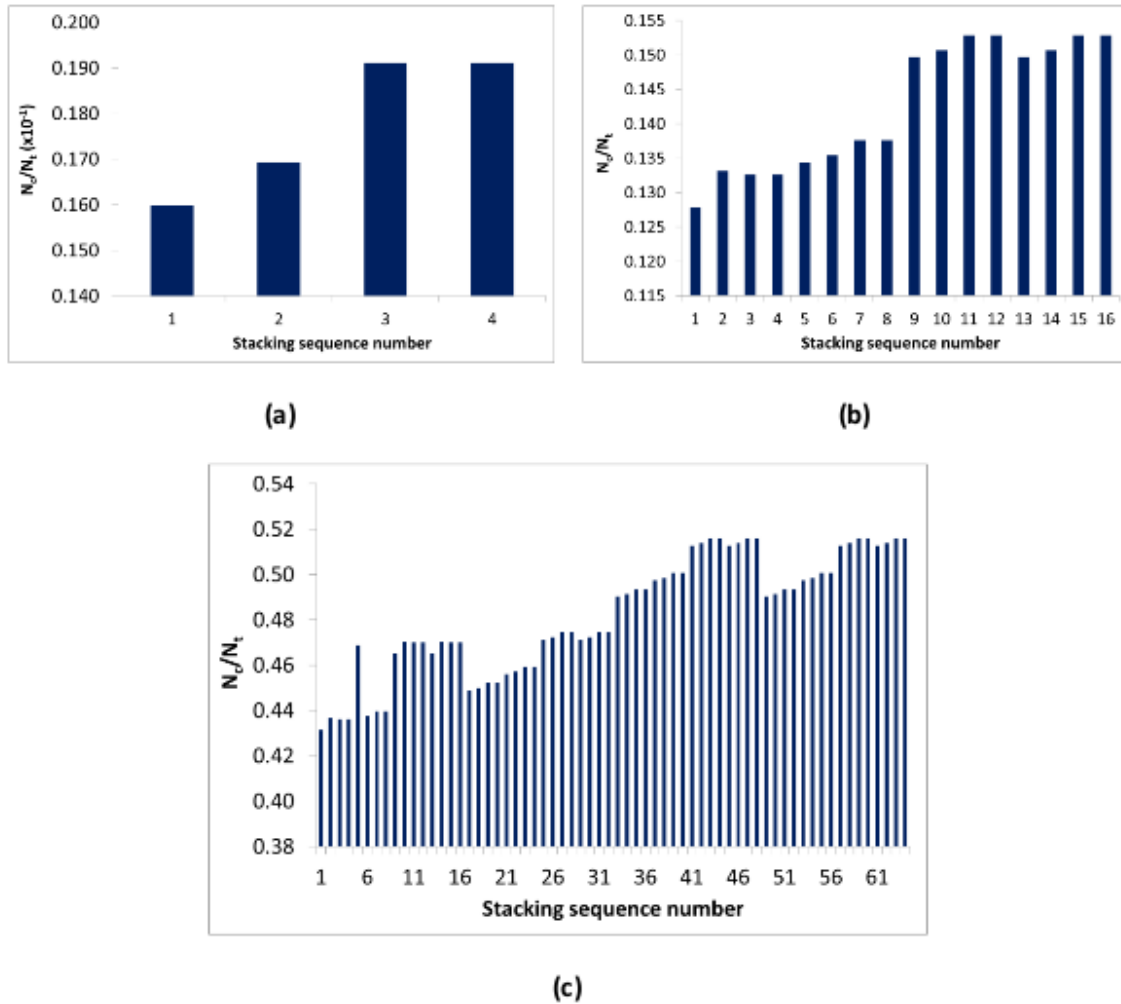 0.200
0.190
0.180
0.170
0.160
0.150
0.140
Nc/Nt (x10⁻¹)
1 2 3 4
Stacking sequence number
(a)
0.155
0.150
0.145
0.140
0.135
0.130
0.125
0.120
0.115
Nc/Nt
1 2 3 4 5 6 7 8 9 10 11 12 13 14 15 16
Stacking sequence number
(b)
0.54
0.52
0.50
0.48
0.46
0.44
0.42
0.40
0.38
Nc/Nt
1 6 11 16 21 26 31 36 41 46 51 56 61
Stacking sequence number
(c)